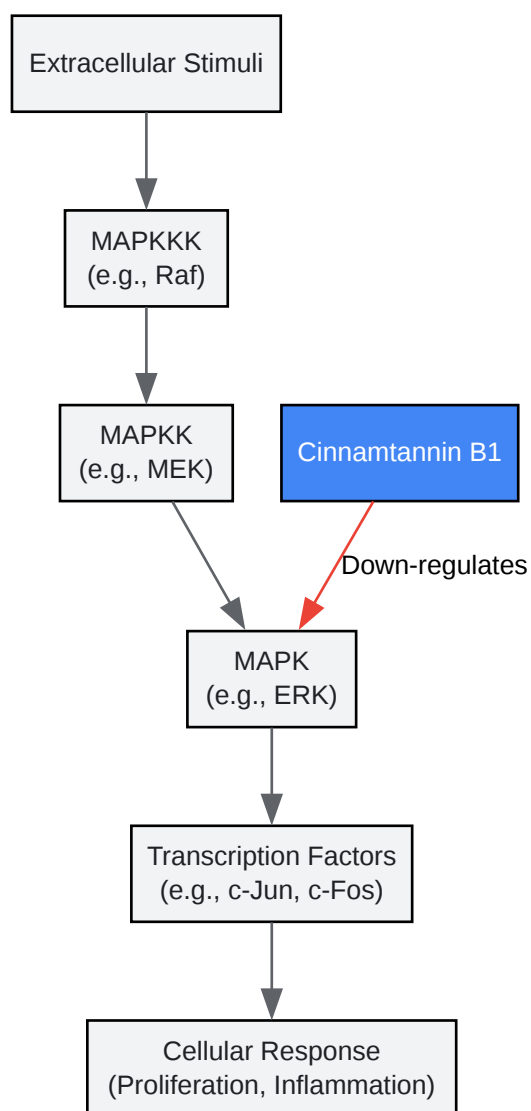 Extracellular Stimuli
MAPKKK
(e.g., Raf)
MAPKK
(e.g., MEK)
Cinnamtannin B1
Down-regulates
MAPK
(e.g., ERK)
Transcription Factors
(e.g., c-Jun, c-Fos)
Cellular Response
(Proliferation, Inflammation)